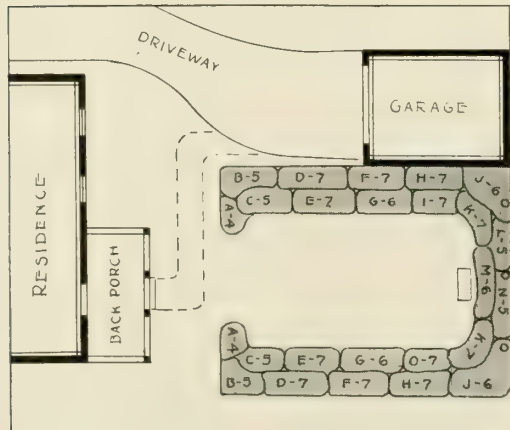 DRIVEWAY
GARAGE
RESIDENCE
BACK PORCH
B-5 D-7 F-7 H-7 J-6
A-4 C-5 E-7 G-6 I-7 K-7 O
L-5
O
M-6 N-5
O
A-4 C-5 E-7 G-6 O-7 K-7
B-5 D-7 F-7 H-7 J-6